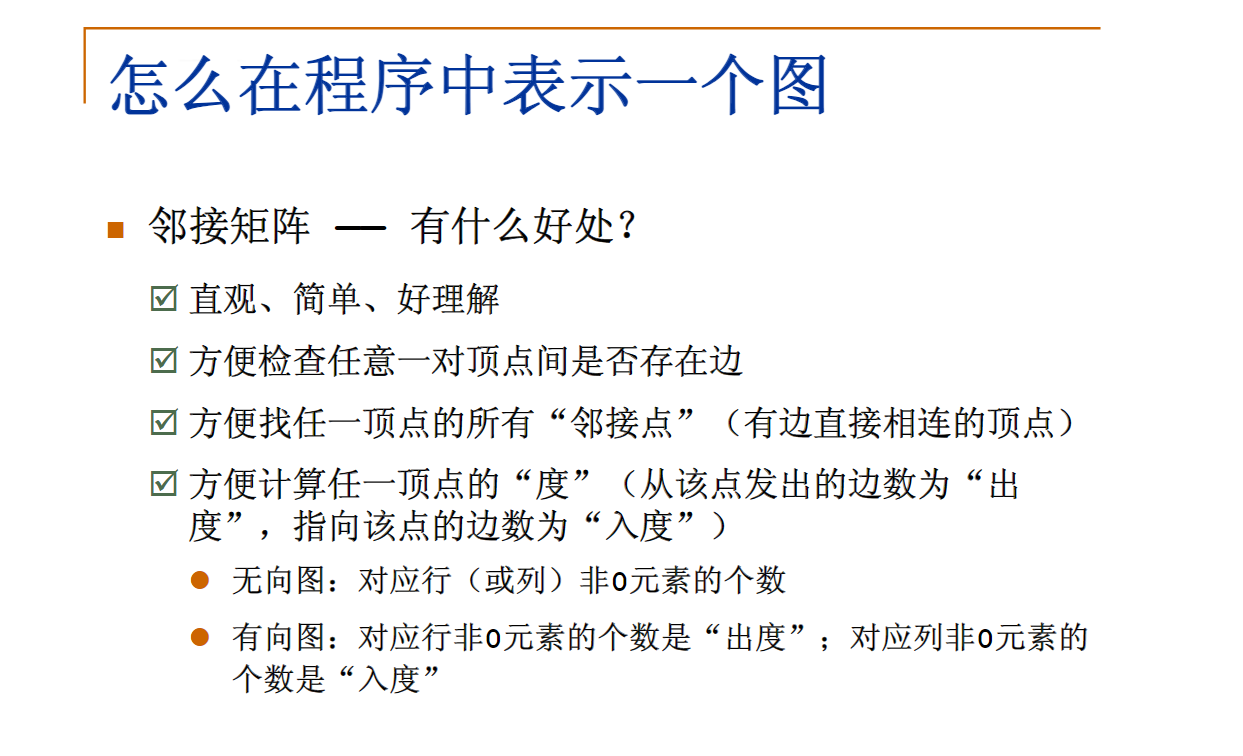 怎么在程序中表示一个图
邻接矩阵 —— 有什么好处？
直观、简单、好理解
方便检查任意一对顶点间是否存在边
方便找任一顶点的所有“邻接点”（有边直接相连的顶点）
方便计算任一顶点的“度”（从该点发出的边数为“出
度”，指向该点的边数为“入度”）
无向图：对应行（或列）非0元素的个数
有向图：对应行非0元素的个数是“出度”；对应列非0元素的
个数是“入度”